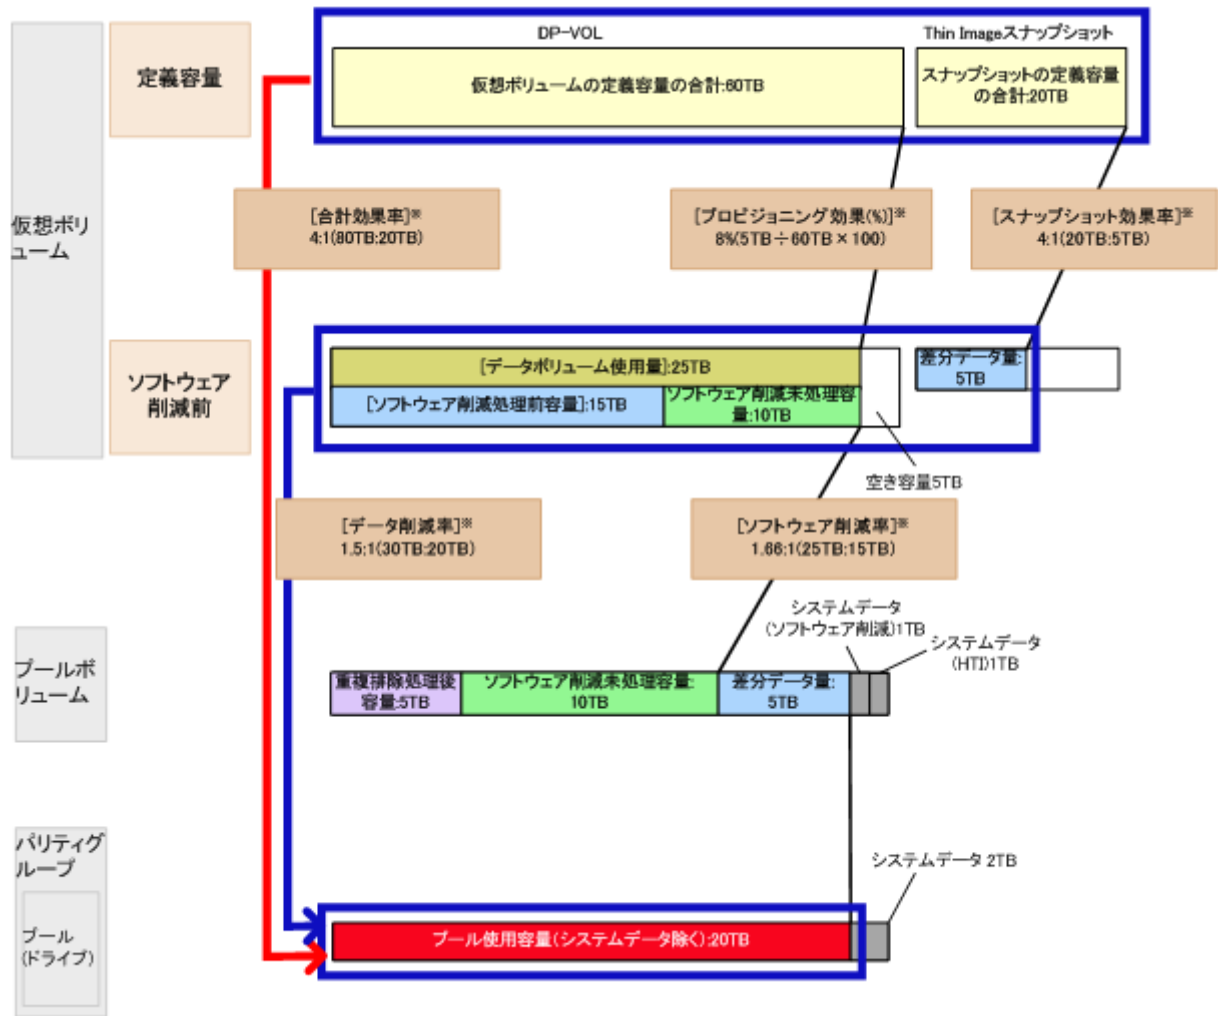 DP-VOL
Thin Imageスナップショット
定義容量
仮想ボリュームの定義容量の合計:60TB
スナップショットの定義容量
の合計:20TB
仮想ボリ
ューム
[合計効果率]※
4:1(80TB:20TB)
[プロビジョニング効果(%)]※
8%(5TB÷60TB×100)
[スナップショット効果率]※
4:1(20TB:5TB)
ソフトウェア
削減前
[データボリューム使用量]:25TB
[ソフトウェア削減処理前容量]:15TB
ソフトウェア削減未処理容
量:10TB
差分データ量:
5TB
空き容量5TB
[データ削減率]※
1.5:1(30TB:20TB)
[ソフトウェア削減率]※
1.66:1(25TB:15TB)
システムデータ
(ソフトウェア削減)1TB
システムデータ
(HTI)1TB
プールボ
リューム
重複排除処理後
容量:5TB
ソフトウェア削減未処理容量:
10TB
差分データ量:
5TB
パリティグ
ループ
システムデータ 2TB
プール
(ドライブ)
プール使用容量(システムデータ除く):20TB